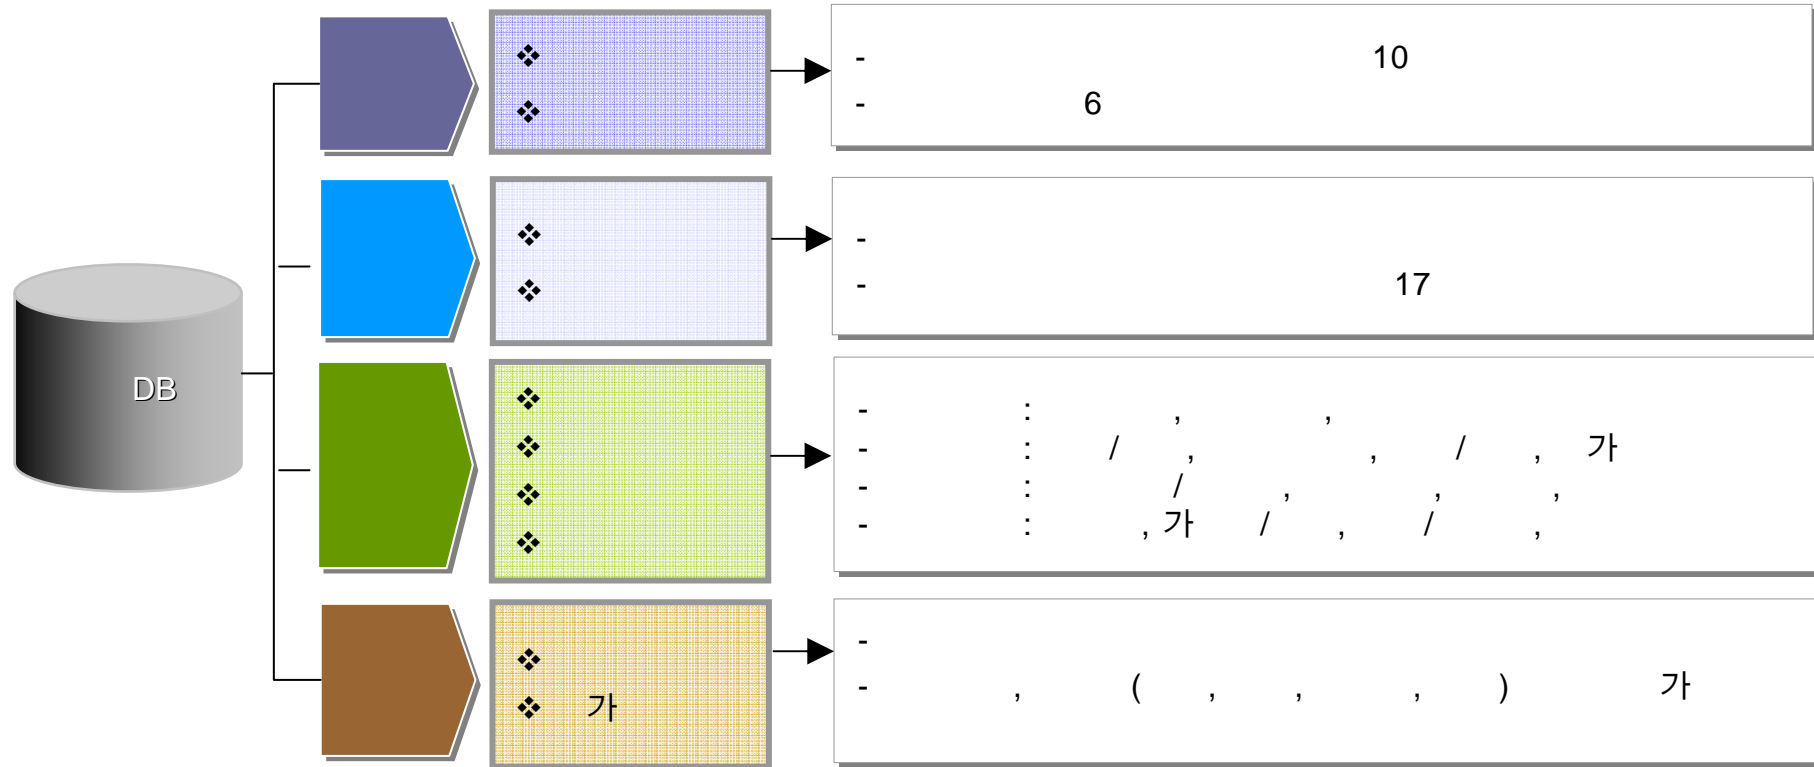 DB
❖
❖
- 10
- 6
❖
❖
-
- 17
❖
❖
❖
❖
- : , ,
- : / , , / , 가
- : / , , ,
- : , 가 / , / ,
❖
❖ 가
-
- , ( , , , ) 가